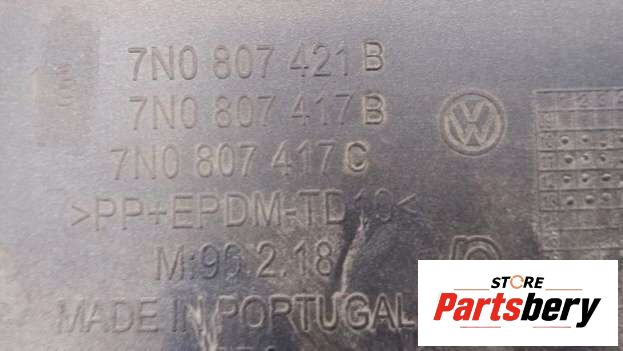 7N0 807 421 B
7N0 807 417 B
7N0 807 417 C
>PP+EPDM-TD10<
M:96.2.18
MADE IN PORTUGAL
STORE
Partsbery